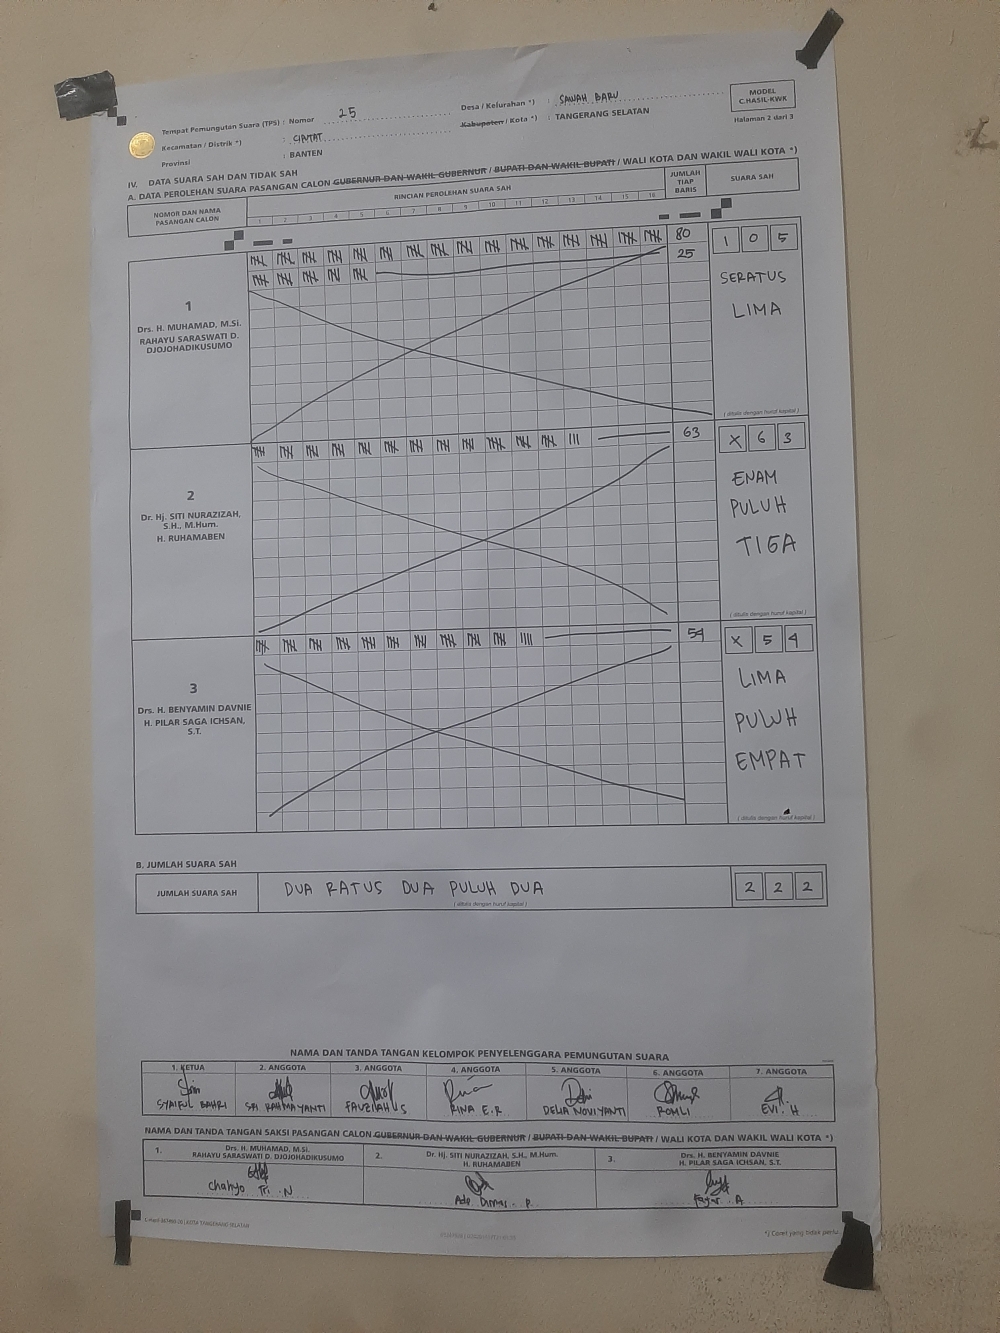 MODEL
C.HASIL-KWK
Halaman 2 dari 3
Tempat Pemungutan Suara (TPS) : Nomor 25
Desa / Kelurahan *) : SAWAH BARU
Kecamatan / Distrik *) : CIPUTAT
Kabupaten / Kota *) : TANGERANG SELATAN
Provinsi : BANTEN
IV. DATA SUARA SAH DAN TIDAK SAH
A. DATA PEROLEHAN SUARA PASANGAN CALON GUBERNUR DAN WAKIL GUBERNUR / BUPATI DAN WAKIL BUPATI / WALI KOTA DAN WAKIL WALI KOTA *)
NOMOR DAN NAMA PASANGAN CALON
RINCIAN PEROLEHAN SUARA SAH
1 2 3 4 5 6 7 8 9 10 11 12 13 14 15 16
JUMLAH TIAP BARIS
SUARA SAH
1
Drs. H. MUHAMAD, M.Si.
RAHAYU SARASWATI D.
DJOJOHADIKUSUMO
80
25
1 0 5
SERATUS
LIMA
( ditulis dengan huruf kapital )
2
Dr. Hj. SITI NURAZIZAH,
S.H., M.Hum.
H. RUHAMABEN
63
X 6 3
ENAM
PULUH
TIGA
( ditulis dengan huruf kapital )
3
Drs. H. BENYAMIN DAVNIE
H. PILAR SAGA ICHSAN,
S.T.
54
X 5 4
LIMA
PULUH
EMPAT
( ditulis dengan huruf kapital )
B. JUMLAH SUARA SAH
JUMLAH SUARA SAH
DUA RATUS DUA PULUH DUA
( ditulis dengan huruf kapital )
2 2 2
NAMA DAN TANDA TANGAN KELOMPOK PENYELENGGARA PEMUNGUTAN SUARA
1. KETUA 2. ANGGOTA 3. ANGGOTA 4. ANGGOTA 5. ANGGOTA 6. ANGGOTA 7. ANGGOTA
SYAIFUL BAHRI SRI RAHMAYANTI FAUZIAH S RINA E.R DELIA NOVIYANTI ROMLI EVI. H
NAMA DAN TANDA TANGAN SAKSI PASANGAN CALON GUBERNUR DAN WAKIL GUBERNUR / BUPATI DAN WAKIL BUPATI / WALI KOTA DAN WAKIL WALI KOTA *)
1. Drs. H. MUHAMAD, M.Si.
RAHAYU SARASWATI D. DJOJOHADIKUSUMO
Chahyo Tri. N
2. Dr. Hj. SITI NURAZIZAH, S.H., M.Hum.
H. RUHAMABEN
Ade Dimas. P.
3. Drs. H. BENYAMIN DAVNIE
H. PILAR SAGA ICHSAN, S.T.
Fajar. A
KOTA TANGERANG SELATAN
*) Coret yang tidak perlu